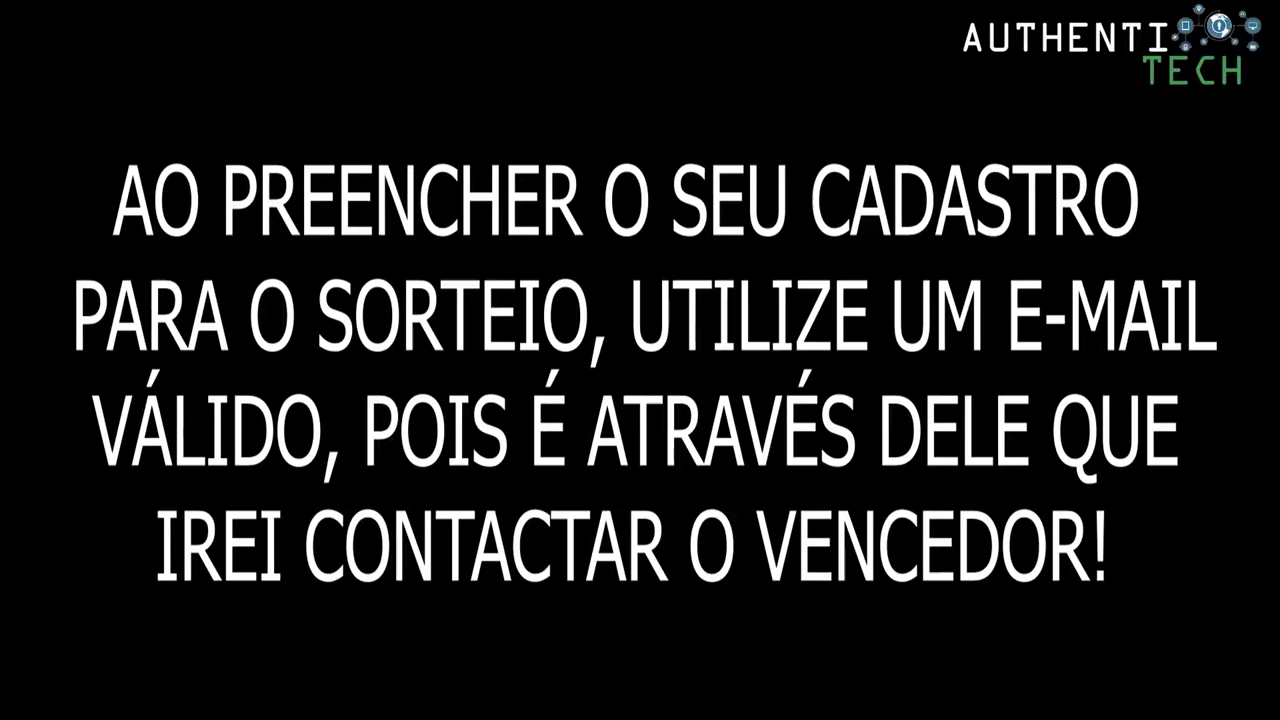 AUTHENTI
TECH
AO PREENCHER O SEU CADASTRO
PARA O SORTEIO, UTILIZE UM E-MAIL
VÁLIDO, POIS É ATRAVÉS DELE QUE
IREI CONTACTAR O VENCEDOR!